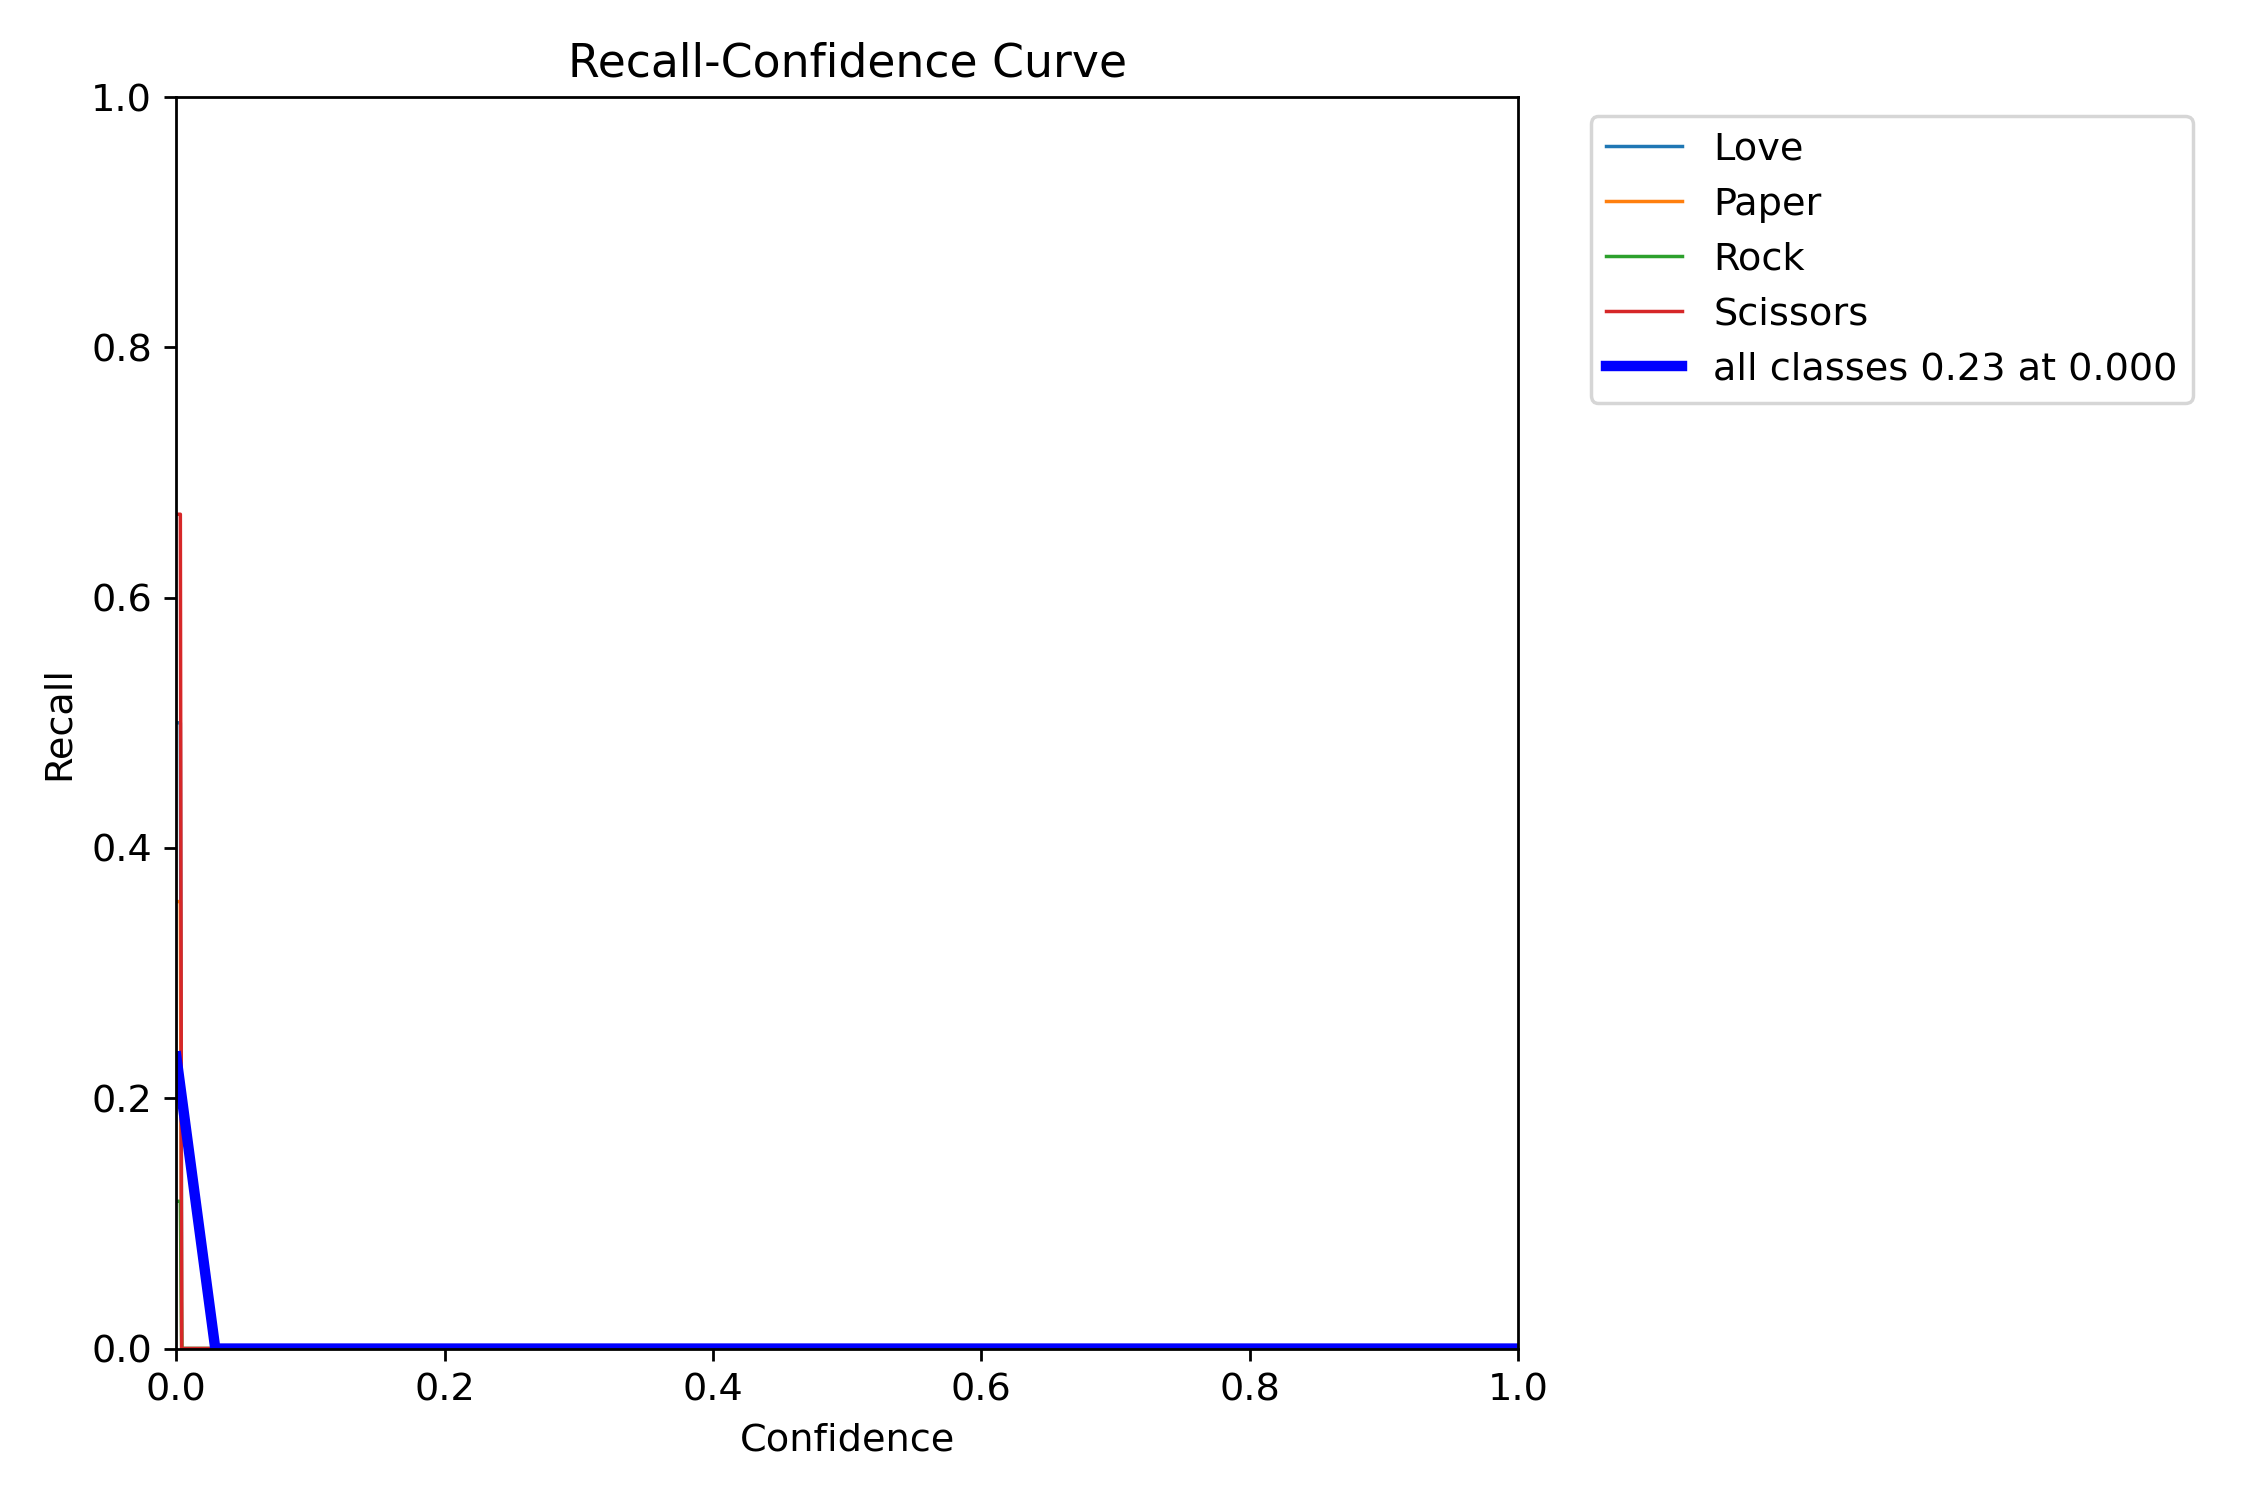 Recall-Confidence Curve
1.0
0.8
0.6
0.4
0.2
0.0
Recall
0.0 0.2 0.4 0.6 0.8 1.0
Confidence
Love
Paper
Rock
Scissors
all classes 0.23 at 0.000